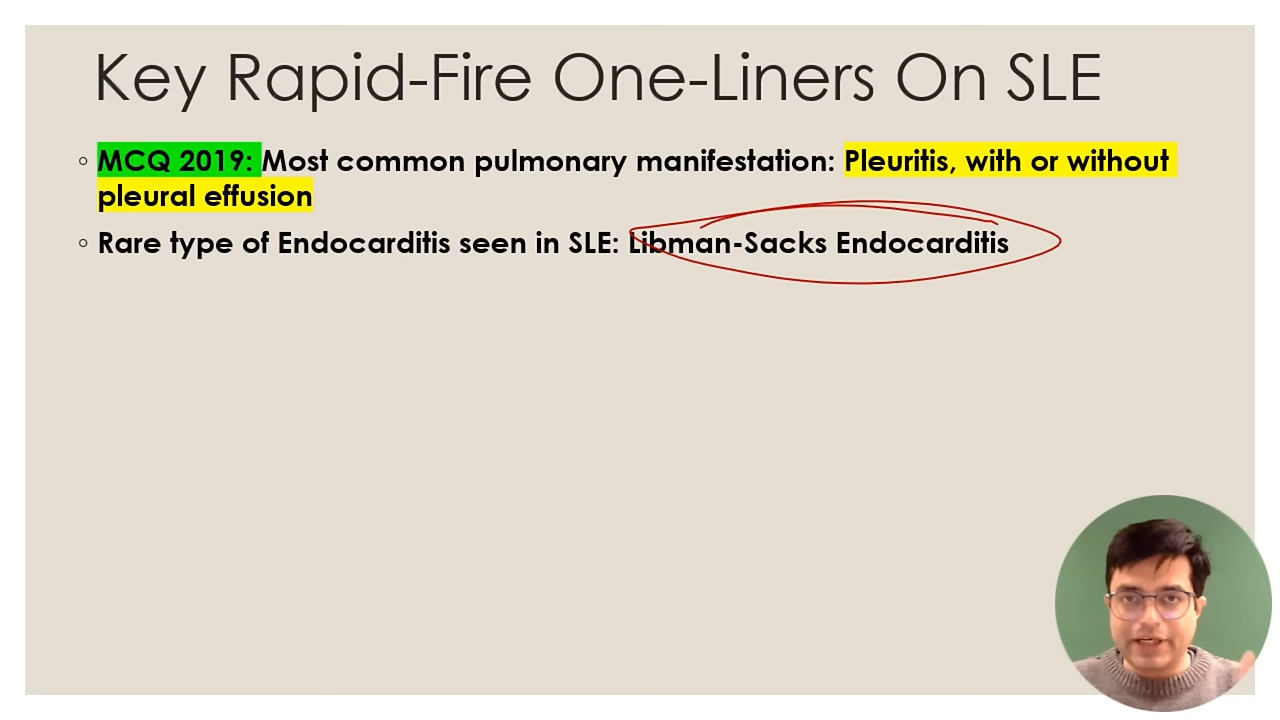 Key Rapid-Fire One-Liners On SLE
◦ MCQ 2019: Most common pulmonary manifestation: Pleuritis, with or without
pleural effusion
◦ Rare type of Endocarditis seen in SLE: Libman-Sacks Endocarditis